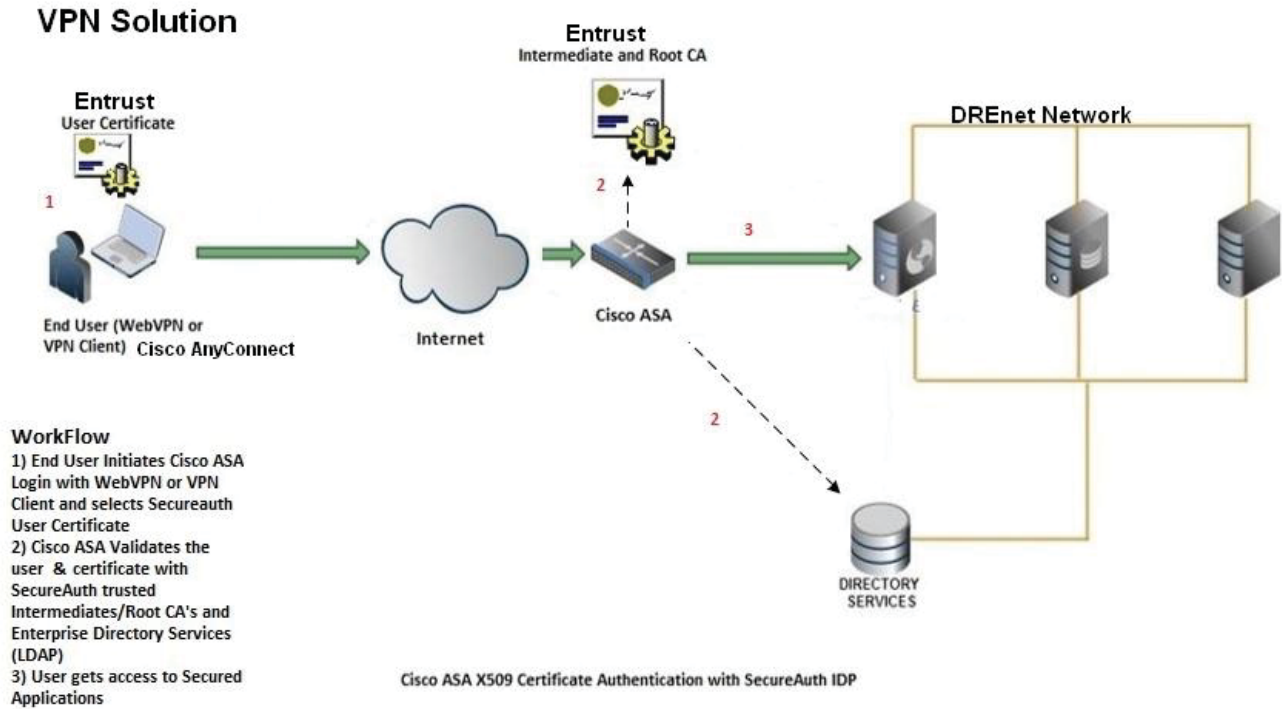 VPN Solution
Entrust
Intermediate and Root CA
Entrust
User Certificate
DREnet Network
1
2
3
Cisco ASA
Internet
End User (WebVPN or
VPN Client) Cisco AnyConnect
2
WorkFlow
1) End User Initiates Cisco ASA
Login with WebVPN or VPN
Client and selects Secureauth
User Certificate
2) Cisco ASA Validates the
user & certificate with
SecureAuth trusted
Intermediates/Root CA's and
Enterprise Directory Services
(LDAP)
3) User gets access to Secured
Applications
DIRECTORY
SERVICES
Cisco ASA X509 Certificate Authentication with SecureAuth IDP